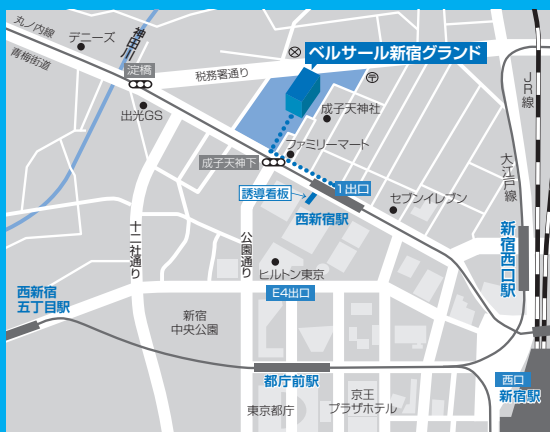 丸ノ内線
青梅街道
デニーズ
神田川
淀橋
税務署通り
ベルサール新宿グランド
出光GS
成子天神社
成子天神下
ファミリーマート
1出口
誘導看板
西新宿駅
セブンイレブン
JR線
大江戸線
十二社通り
公園通り
ヒルトン東京
E4出口
新宿西口駅
西新宿
五丁目駅
新宿
中央公園
都庁前駅
東京都庁
京王
プラザホテル
西口
新宿駅